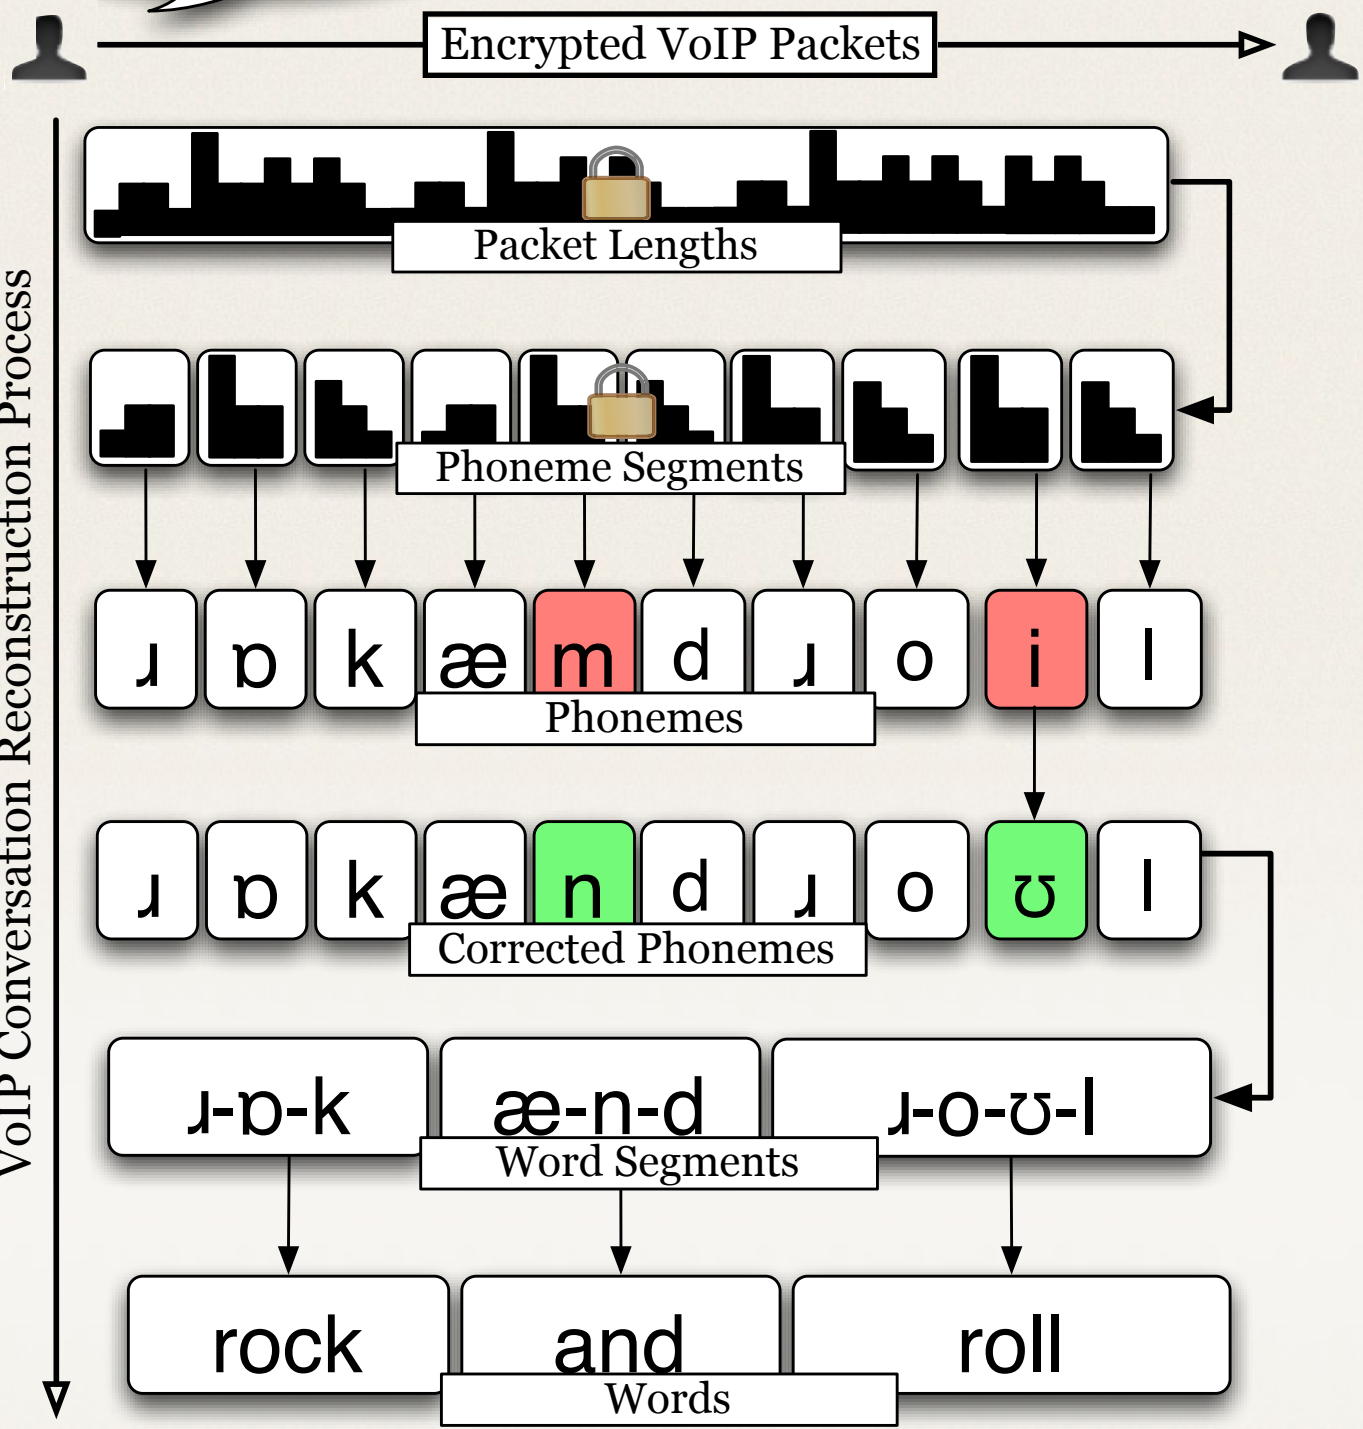 Encrypted VoIP Packets
VoIP Conversation Reconstruction Process
Packet Lengths
Phoneme Segments
ɹ ɒ k æ m d ɹ o i l
Phonemes
ɹ ɒ k æ n d ɹ o ʊ l
Corrected Phonemes
ɹ-ɒ-k æ-n-d ɹ-o-ʊ-l
Word Segments
rock and roll
Words